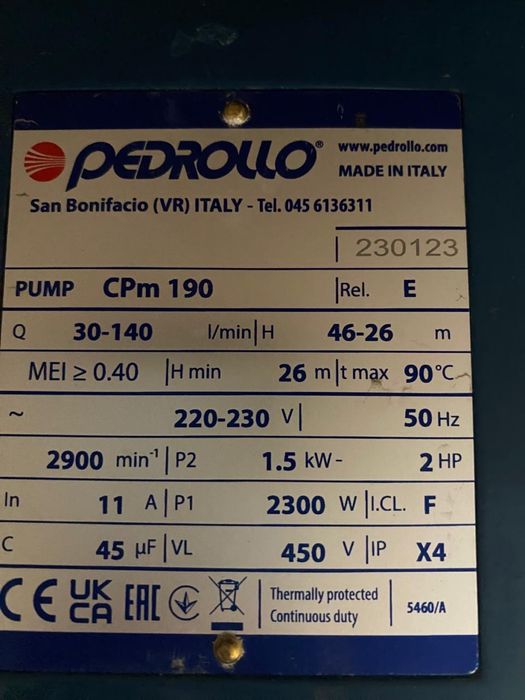 PEDROLLO® www.pedrollo.com
MADE IN ITALY
San Bonifacio (VR) ITALY - Tel. 045 6136311
230123
PUMP CPm 190 Rel. E
Q 30-140 l/min H 46-26 m
MEI ≥ 0.40 H min 26 m t max 90°C
~ 220-230 V 50 Hz
2900 min⁻¹ P2 1.5 kW - 2 HP
In 11 A P1 2300 W I.CL. F
C 45 µF VL 450 V IP X4
CE UK CA EAC Thermally protected
Continuous duty 5460/A